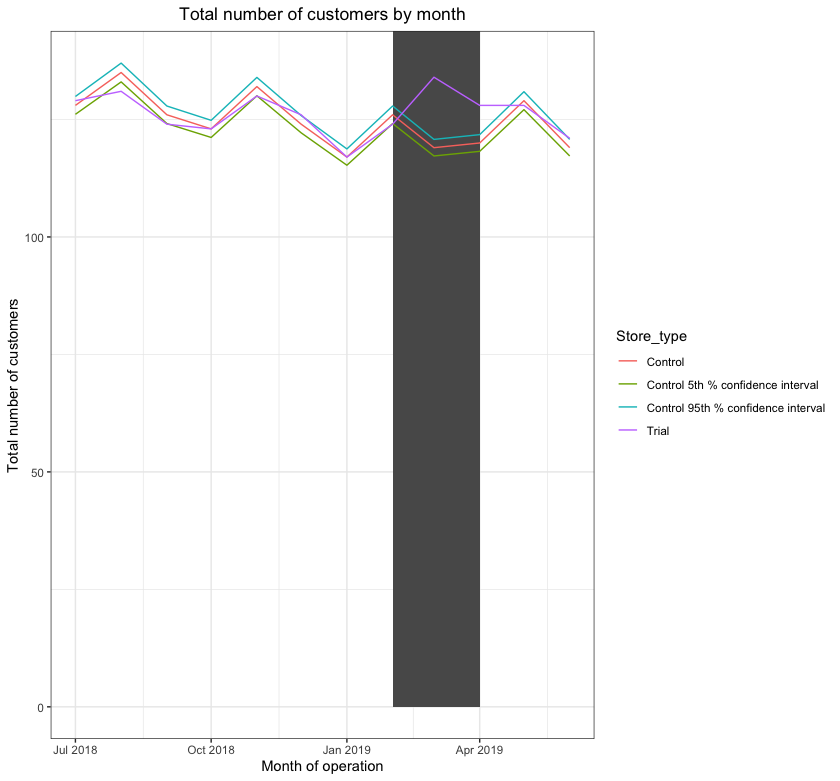 Total number of customers by month
Total number of customers
100
50
0
Jul 2018
Oct 2018
Jan 2019
Apr 2019
Month of operation
Store_type
Control
Control 5th % confidence interval
Control 95th % confidence interval
Trial